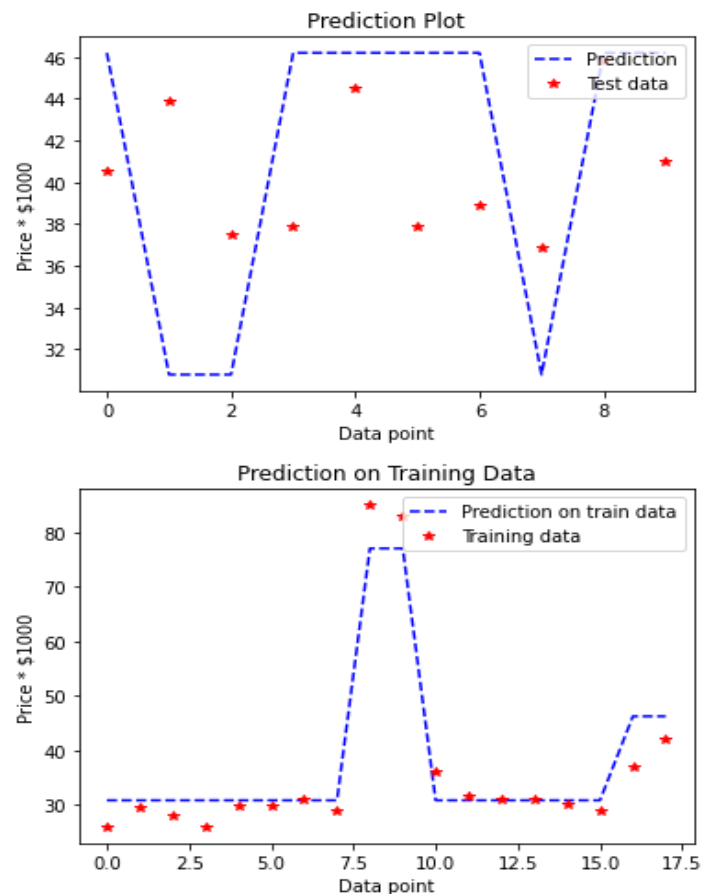 Prediction Plot
Prediction
Test data
46
44
42
40
38
36
34
32
Price * $1000
0 2 4 6 8
Data point
Prediction on Training Data
Prediction on train data
Training data
80
70
60
50
40
30
Price * $1000
0.0 2.5 5.0 7.5 10.0 12.5 15.0 17.5
Data point